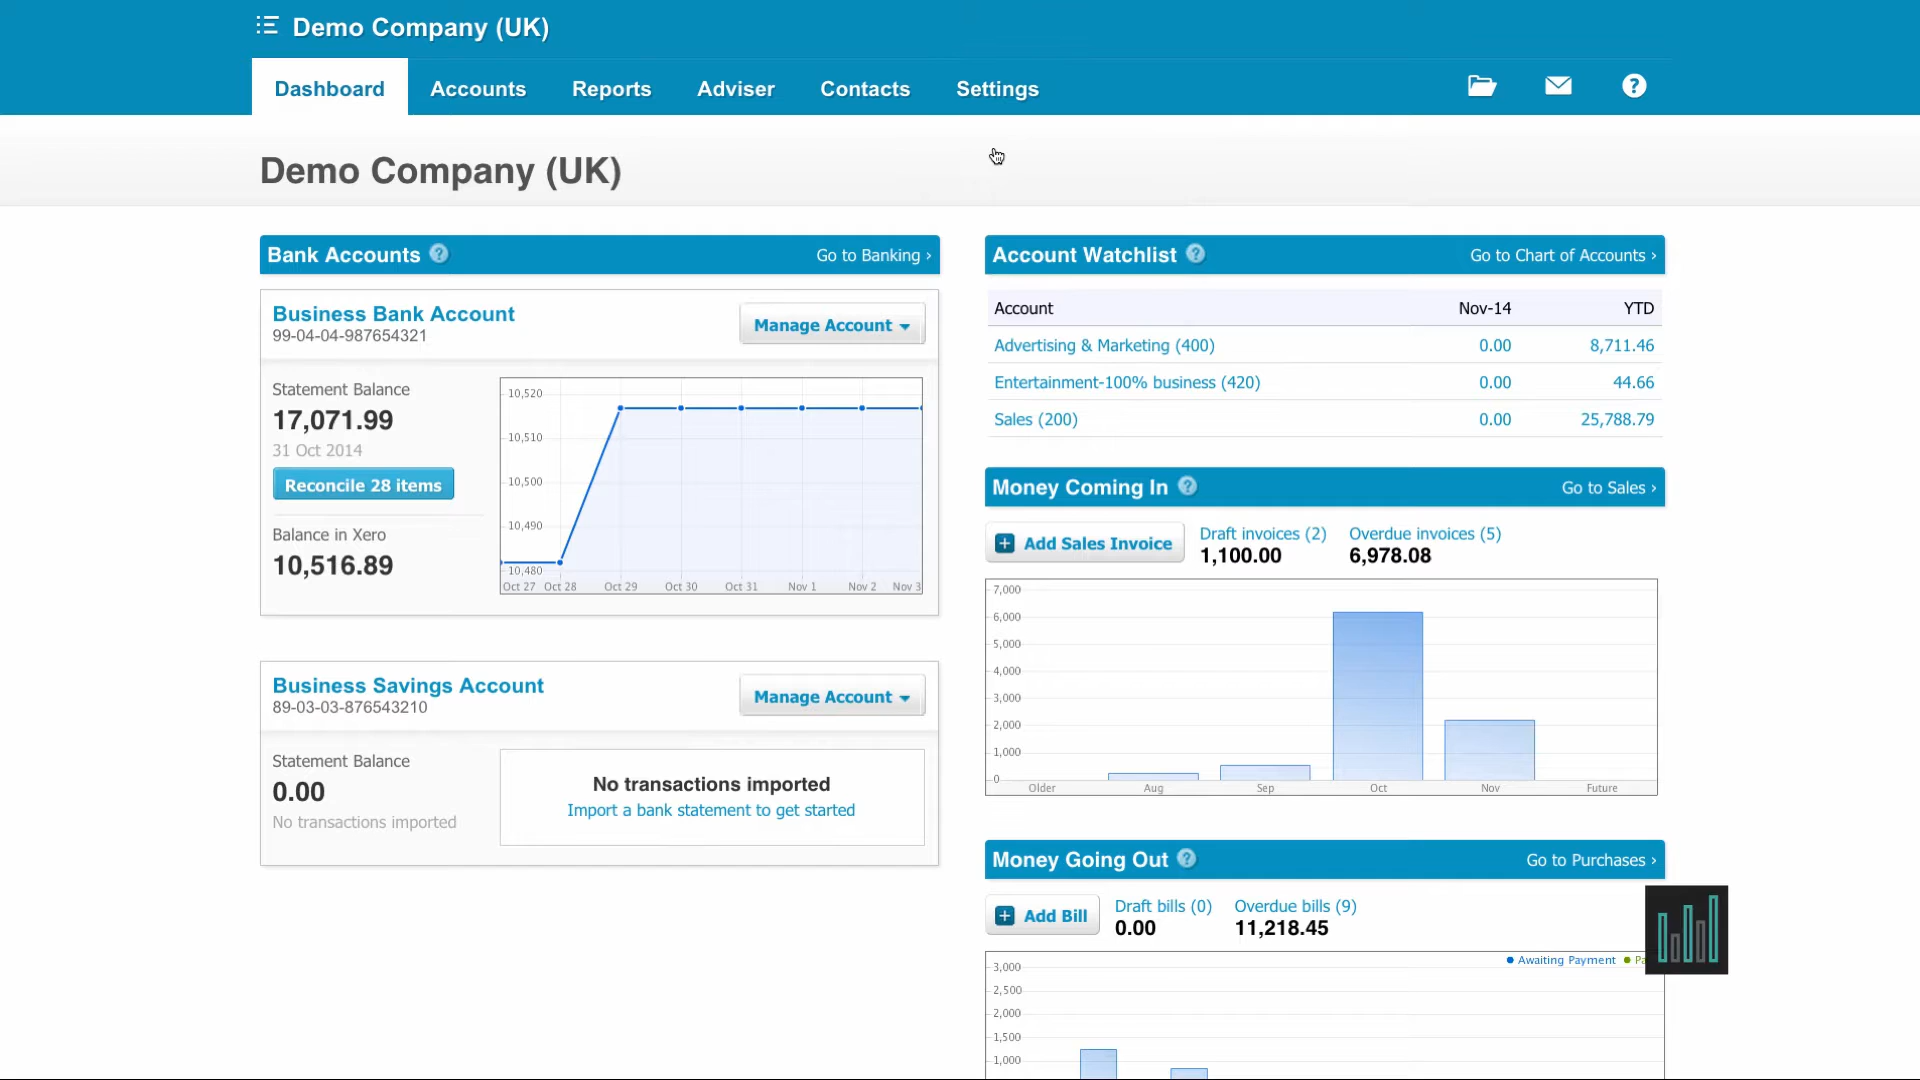 Demo Company (UK)
Dashboard Accounts Reports Adviser Contacts Settings
?
Demo Company (UK)
Bank Accounts ? Go to Banking ›
Business Bank Account
99-04-04-987654321
Manage Account
Statement Balance
17,071.99
31 Oct 2014
Reconcile 28 items
Balance in Xero
10,516.89
10,520
10,510
10,500
10,490
10,480
Oct 27 Oct 28 Oct 29 Oct 30 Oct 31 Nov 1 Nov 2 Nov 3
Business Savings Account
89-03-03-876543210
Manage Account
Statement Balance
0.00
No transactions imported
No transactions imported
Import a bank statement to get started
Account Watchlist ? Go to Chart of Accounts ›
Account Nov-14 YTD
Advertising & Marketing (400) 0.00 8,711.46
Entertainment-100% business (420) 0.00 44.66
Sales (200) 0.00 25,788.79
Money Coming In ? Go to Sales ›
Add Sales Invoice
Draft invoices (2) Overdue invoices (5)
1,100.00 6,978.08
7,000
6,000
5,000
4,000
3,000
2,000
1,000
0
Older Aug Sep Oct Nov Future
Money Going Out ? Go to Purchases ›
Add Bill
Draft bills (0) Overdue bills (9)
0.00 11,218.45
Awaiting Payment
3,000
2,500
2,000
1,500
1,000